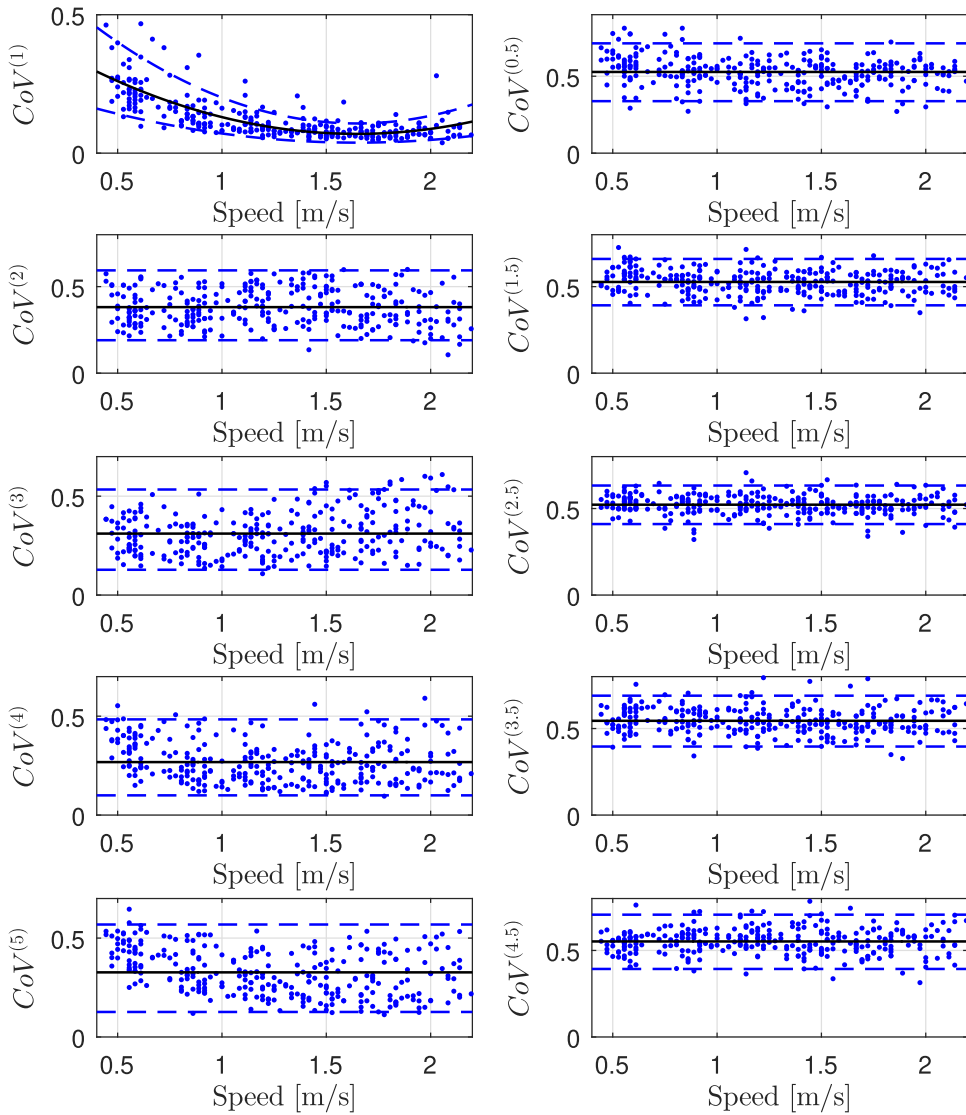 0.5
CoV(1)
0
0.5 1 1.5 2
Speed [m/s]
CoV(0.5)
0.5
0
0.5 1 1.5 2
Speed [m/s]
CoV(2)
0.5
0
0.5 1 1.5 2
Speed [m/s]
CoV(1.5)
0.5
0
0.5 1 1.5 2
Speed [m/s]
CoV(3)
0.5
0
0.5 1 1.5 2
Speed [m/s]
CoV(2.5)
0.5
0
0.5 1 1.5 2
Speed [m/s]
CoV(4)
0.5
0
0.5 1 1.5 2
Speed [m/s]
CoV(3.5)
0.5
0
0.5 1 1.5 2
Speed [m/s]
CoV(5)
0.5
0
0.5 1 1.5 2
Speed [m/s]
CoV(4.5)
0.5
0
0.5 1 1.5 2
Speed [m/s]